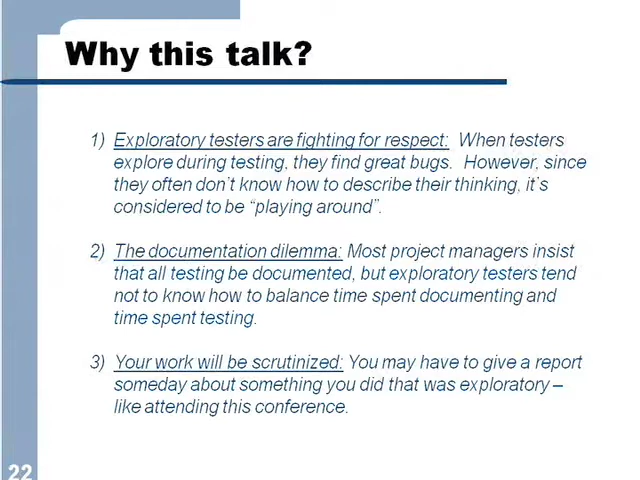 Why this talk?
1) Exploratory testers are fighting for respect: When testers
explore during testing, they find great bugs. However, since
they often don't know how to describe their thinking, it's
considered to be “playing around”.
2) The documentation dilemma: Most project managers insist
that all testing be documented, but exploratory testers tend
not to know how to balance time spent documenting and
time spent testing.
3) Your work will be scrutinized: You may have to give a report
someday about something you did that was exploratory –
like attending this conference.
22